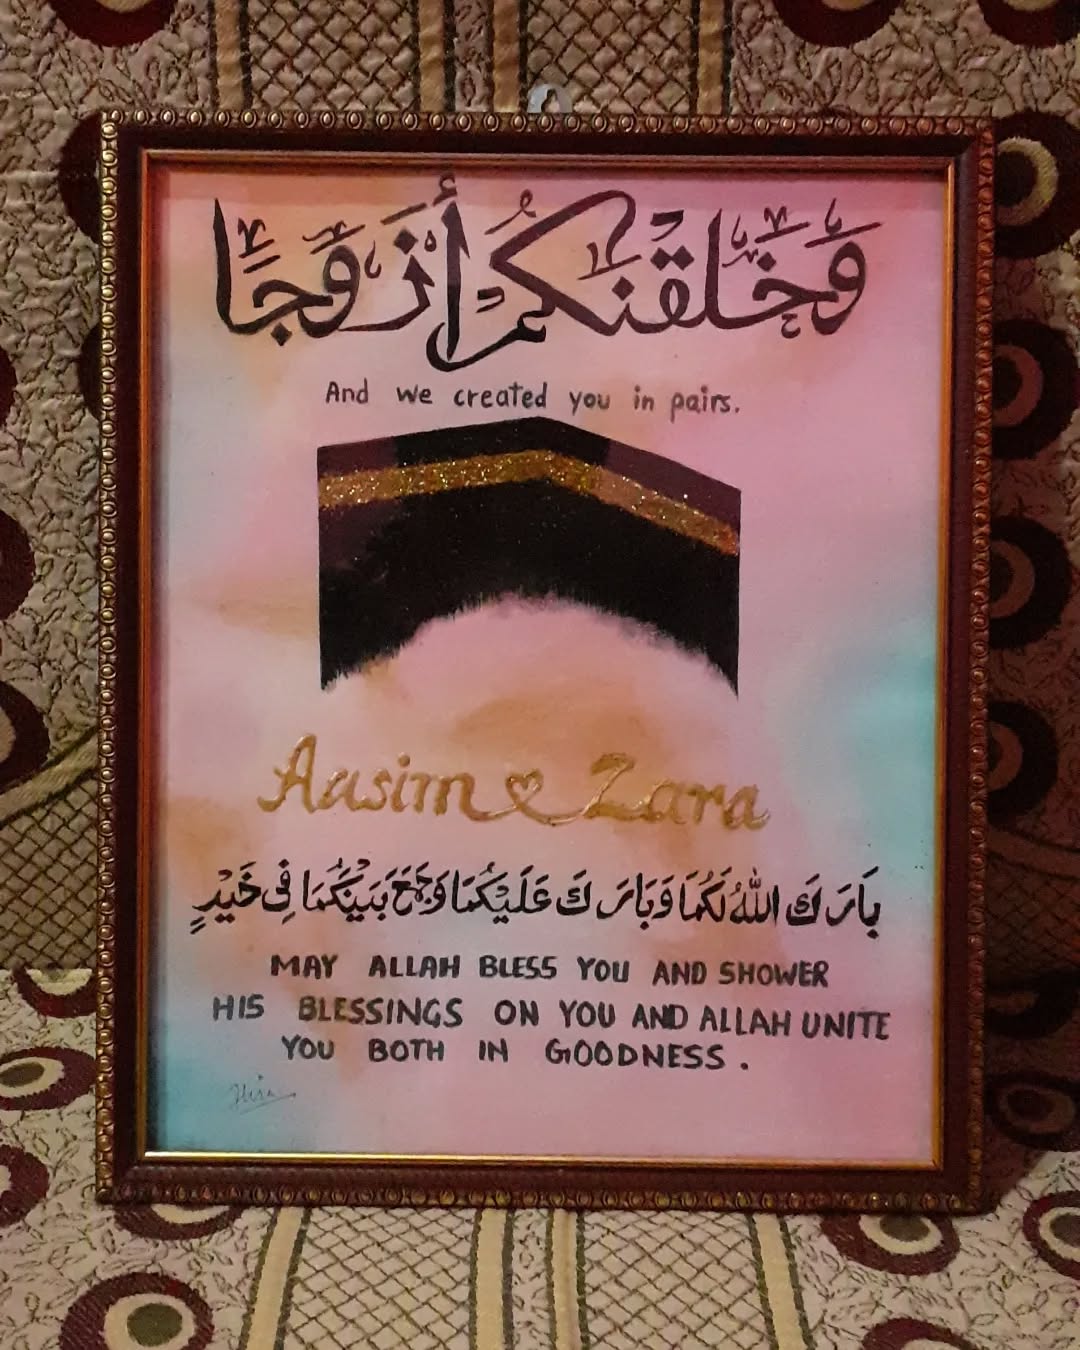 وَخَلَقْنَٰكُمْ أَزْوَٰجًا
And we created you in pairs.
Aasim Zara
بَارَكَ اللهُ لَكُمَا وَبَارَكَ عَلَيْكُمَا وَجَمَعَ بَيْنَكُمَا فِي خَيْرٍ
MAY ALLAH BLESS YOU AND SHOWER
HIS BLESSINGS ON YOU AND ALLAH UNITE
YOU BOTH IN GOODNESS.
Hira